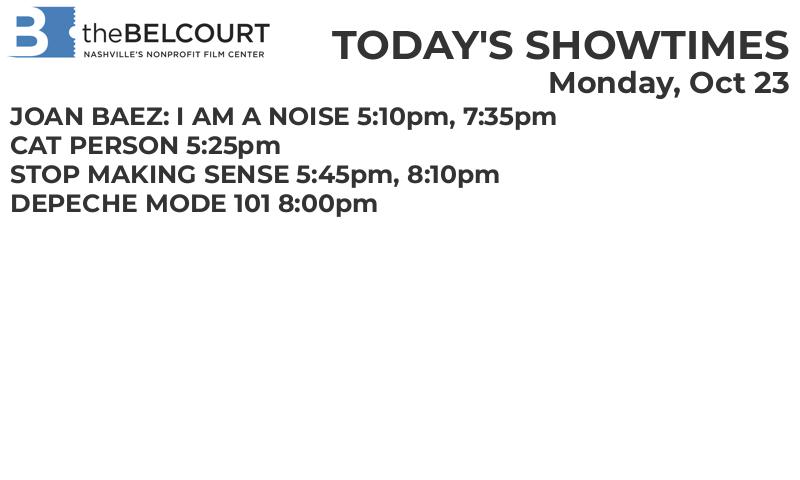 B theBELCOURT
NASHVILLE'S NONPROFIT FILM CENTER
TODAY'S SHOWTIMES
Monday, Oct 23
JOAN BAEZ: I AM A NOISE 5:10pm, 7:35pm
CAT PERSON 5:25pm
STOP MAKING SENSE 5:45pm, 8:10pm
DEPECHE MODE 101 8:00pm